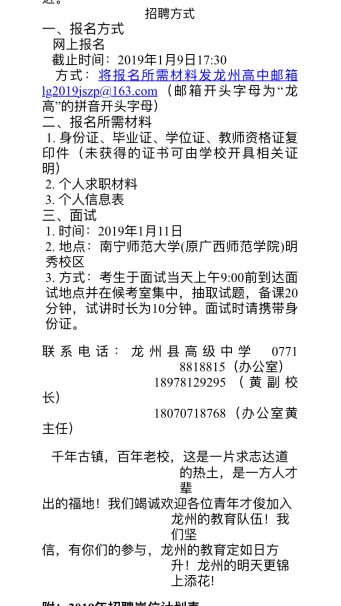 招聘方式
一、报名方式
网上报名
截止时间：2019年1月9日17:30
方式：将报名所需材料发龙州高中邮箱
lg2019jszp@163.com（邮箱开头字母为“龙
高”的拼音开头字母）
二、报名所需材料
1. 身份证、毕业证、学位证、教师资格证复
印件（未获得的证书可由学校开具相关证
明）
2. 个人求职材料
3. 个人信息表
三、面试
1. 时间：2019年1月11日
2. 地点：南宁师范大学(原广西师范学院)明
秀校区
3. 方式：考生于面试当天上午9:00前到达面
试地点并在候考室集中，抽取试题，备课20
分钟，试讲时长为10分钟。面试时请携带身
份证。
联系电话：龙州县高级中学 0771
8818815（办公室）
18978129295（黄副校
长）
18070718768（办公室黄
主任）
千年古镇，百年老校，这是一片求志达道
的热土，是一方人才
辈
出的福地！我们竭诚欢迎各位青年才俊加入
龙州的教育队伍！我
们坚
信，有你们的参与，龙州的教育定如日方
升！龙州的明天更锦
上添花!
附：2019年招聘岗位计划表